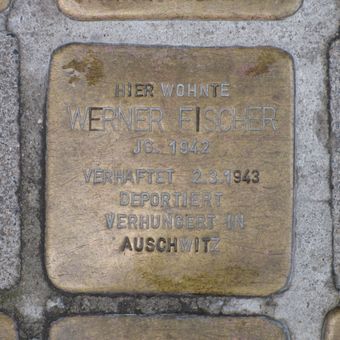 HIER WOHNTE
WERNER FISCHER
JG. 1942
VERHAFTET 2.3.1943
DEPORTIERT
VERHUNGERT IN
AUSCHWITZ